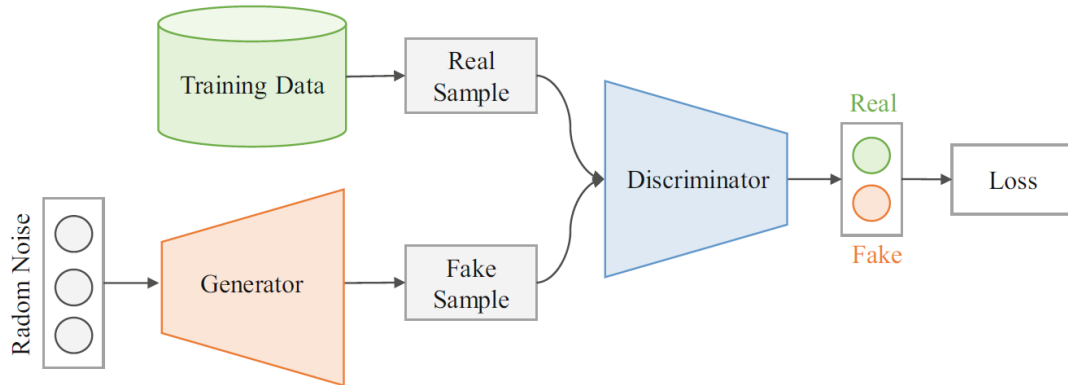 Training Data
Real
Sample
Real
Discriminator
Loss
Fake
Radom Noise
Generator
Fake
Sample